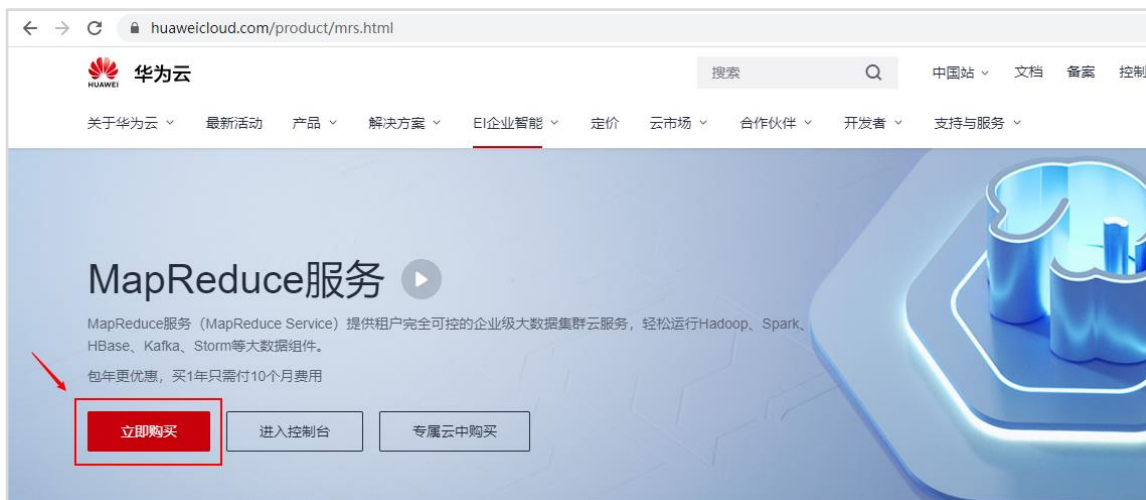 huaweicloud.com/product/mrs.html
HUAWEI 华为云 搜索 中国站 文档 备案 控制
关于华为云 最新活动 产品 解决方案 EI企业智能 定价 云市场 合作伙伴 开发者 支持与服务
MapReduce服务
MapReduce服务（MapReduce Service）提供租户完全可控的企业级大数据集群云服务，轻松运行Hadoop、Spark、
HBase、Kafka、Storm等大数据组件。
包年更优惠，买1年只需付10个月费用
立即购买 进入控制台 专属云中购买